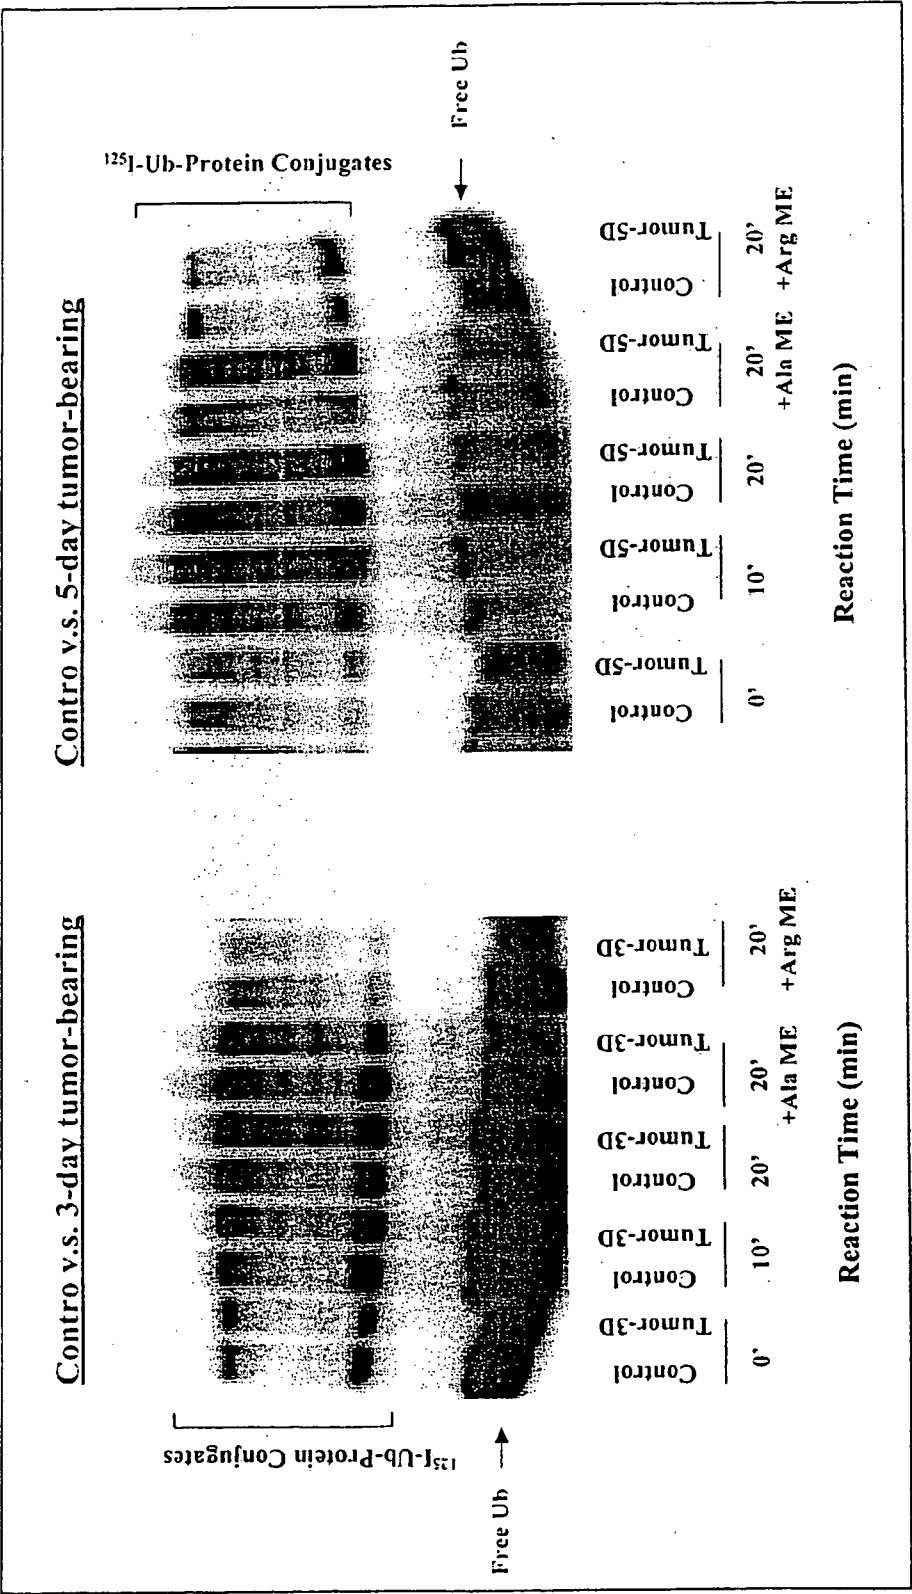 Contro v.s. 3-day tumor-bearing
¹²⁵I-Ub-Protein Conjugates
Free Ub
Control
Tumor-3D
Control
Tumor-3D
Control
Tumor-3D
Control
Tumor-3D
Control
Tumor-3D
0'
10'
20'
20'
20'
+Ala ME
+Arg ME
Reaction Time (min)
Contro v.s. 5-day tumor-bearing
¹²⁵I-Ub-Protein Conjugates
Free Ub
Control
Tumor-5D
Control
Tumor-5D
Control
Tumor-5D
Control
Tumor-5D
Control
Tumor-5D
0'
10'
20'
20'
20'
+Ala ME
+Arg ME
Reaction Time (min)